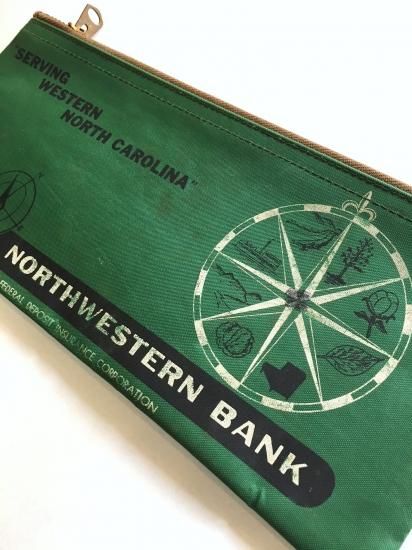 "SERVING
WESTERN
NORTH CAROLINA"
NORTHWESTERN BANK
FEDERAL DEPOSIT INSURANCE CORPORATION